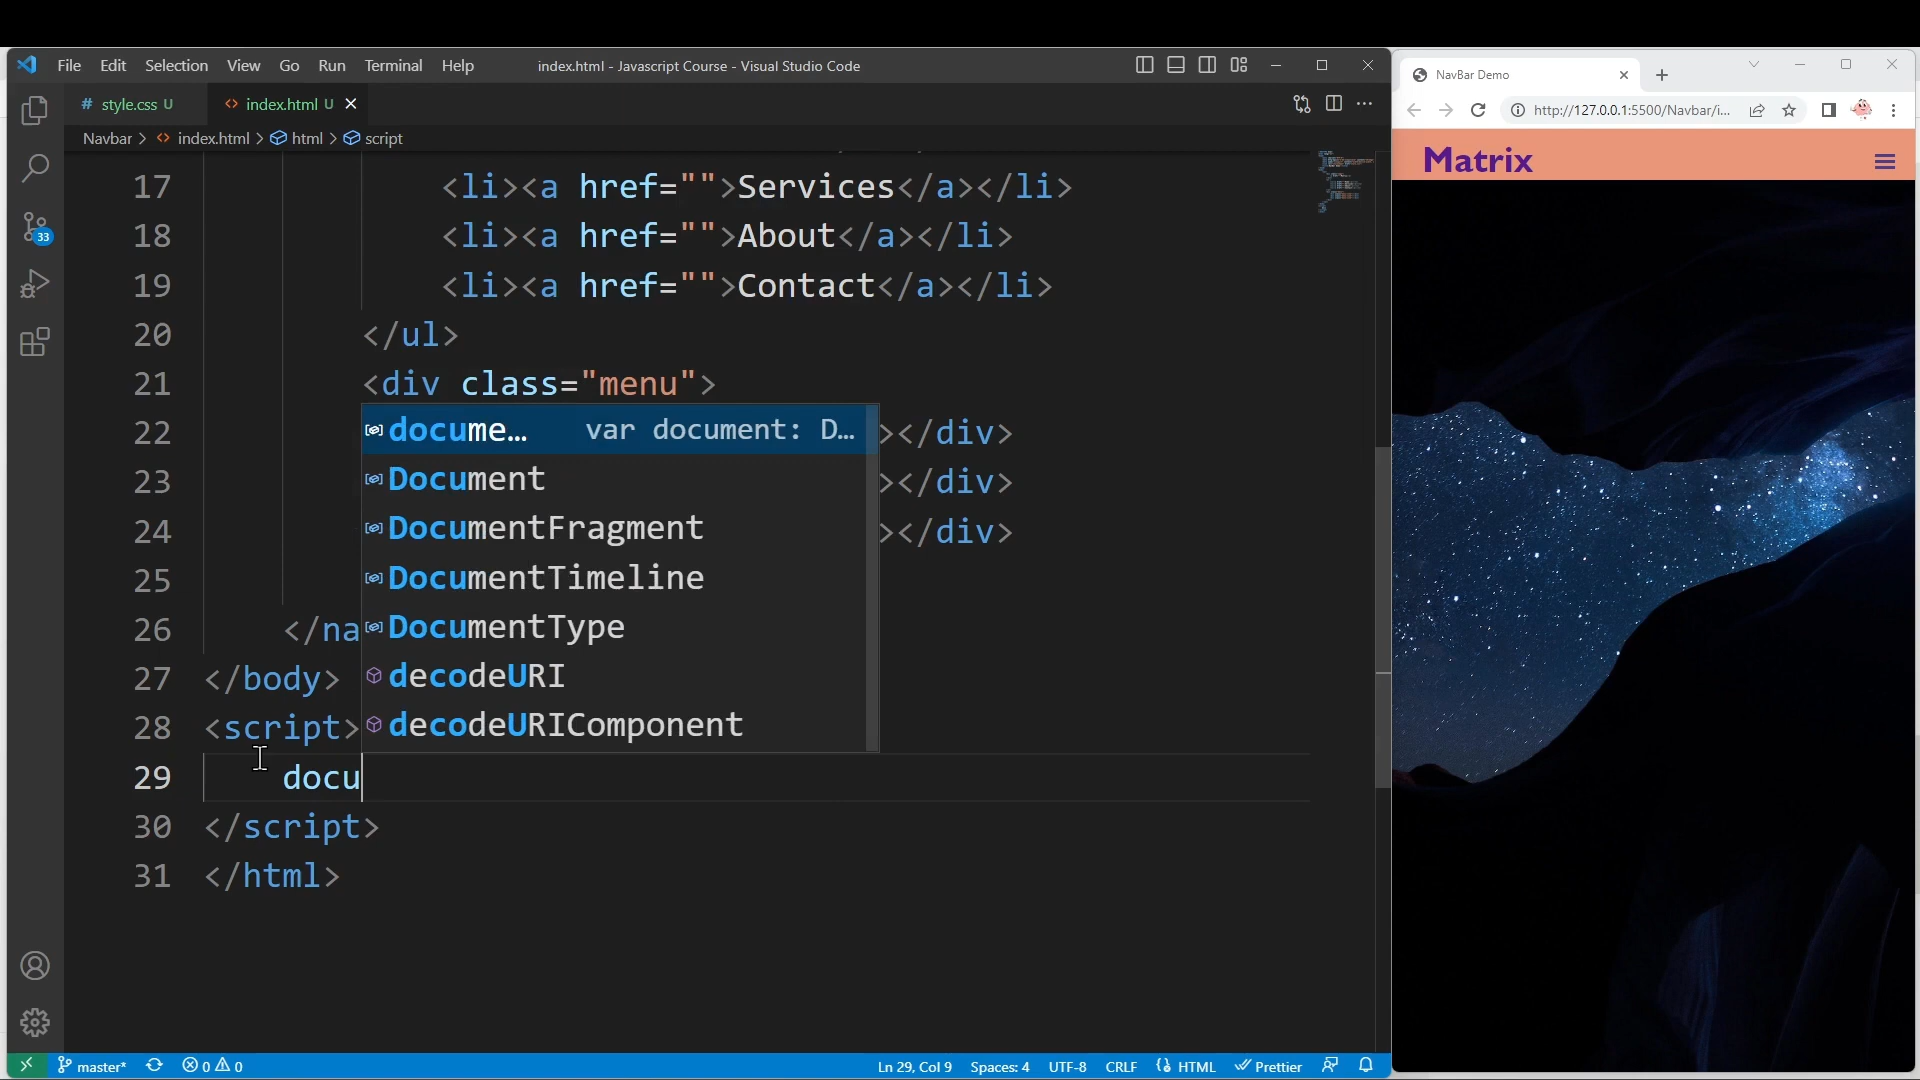 File Edit Selection View Go Run Terminal Help index.html - Javascript Course - Visual Studio Code
# style.css U <> index.html U
Navbar > <> index.html > html > script
17 <li><a href="">Services</a></li>
18 <li><a href="">About</a></li>
19 <li><a href="">Contact</a></li>
20 </ul>
21 <div class="menu">
22 ></div>
23 ></div>
24 ></div>
25
26 </na
27 </body>
28 <script>
29 docu
30 </script>
31 </html>
docume... var document: D...
Document
DocumentFragment
DocumentTimeline
DocumentType
decodeURI
decodeURIComponent
33
master* 0 0 Ln 29, Col 9 Spaces: 4 UTF-8 CRLF HTML Prettier
NavBar Demo
http://127.0.0.1:5500/Navbar/i...
Matrix